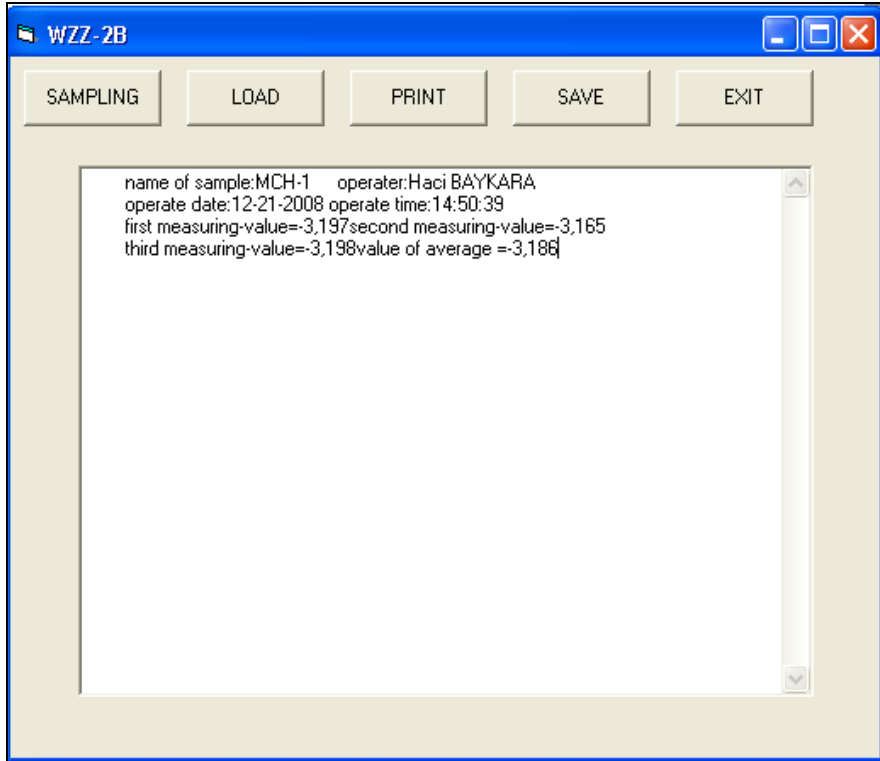 WZZ-2B
SAMPLING LOAD PRINT SAVE EXIT
name of sample:MCH-1 operater:Haci BAYKARA
operate date:12-21-2008 operate time:14:50:39
first measuring-value=-3,197second measuring-value=-3,165
third measuring-value=-3,198value of average =-3,186